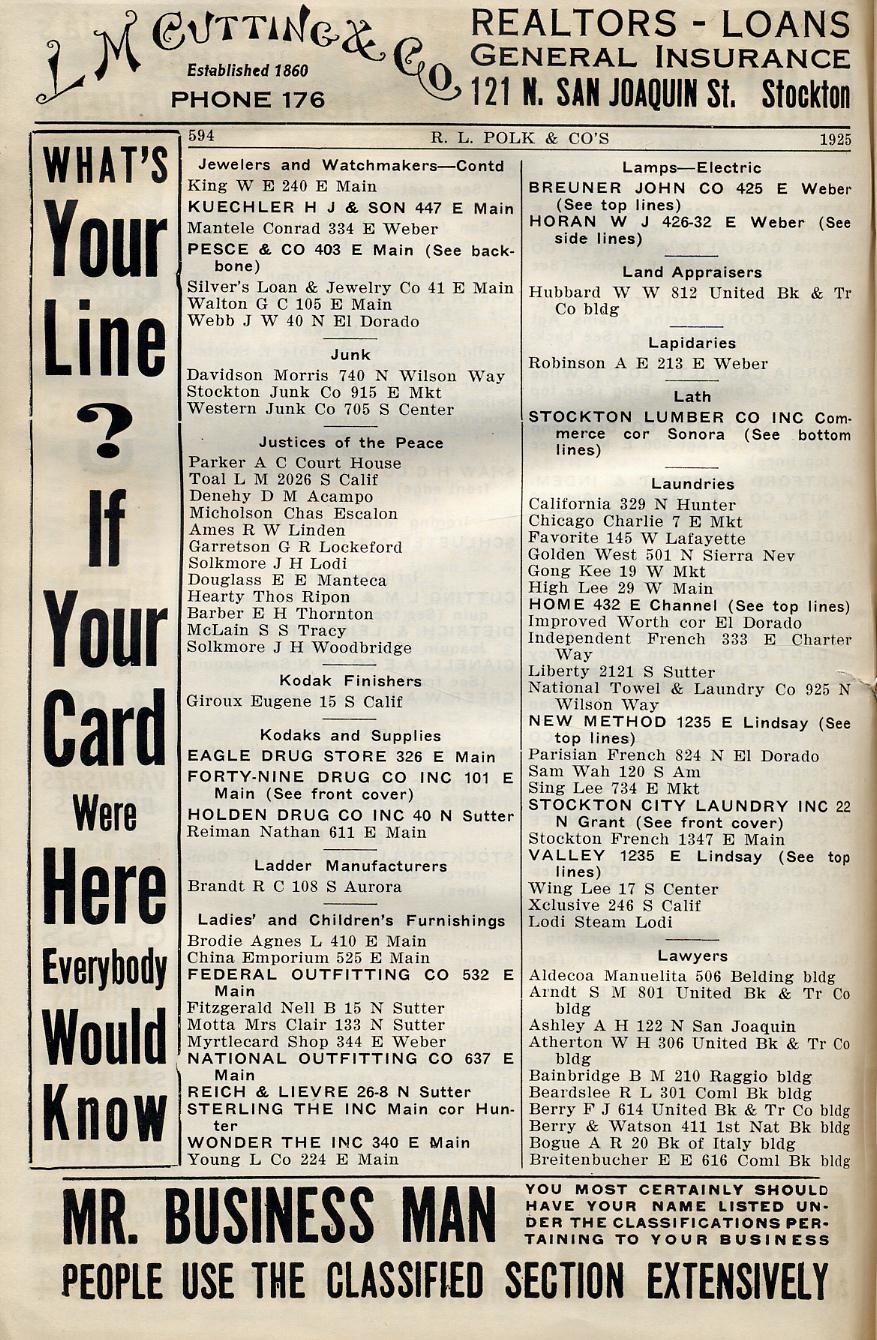 L M CUTTING & CO.
Established 1860
PHONE 176
REALTORS - LOANS
GENERAL INSURANCE
121 N. SAN JOAQUIN St. Stockton
594 R. L. POLK & CO'S 1925
WHAT'S
Your
Line
?
If
Your
Card
Were
Here
Everybody
Would
Know
Jewelers and Watchmakers—Contd
King W E 240 E Main
KUECHLER H J & SON 447 E Main
Mantele Conrad 334 E Weber
PESCE & CO 403 E Main (See back-
bone)
Silver's Loan & Jewelry Co 41 E Main
Walton G C 105 E Main
Webb J W 40 N El Dorado
Junk
Davidson Morris 740 N Wilson Way
Stockton Junk Co 915 E Mkt
Western Junk Co 705 S Center
Justices of the Peace
Parker A C Court House
Toal L M 2026 S Calif
Denehy D M Acampo
Micholson Chas Escalon
Ames R W Linden
Garretson G R Lockeford
Solkmore J H Lodi
Douglass E E Manteca
Hearty Thos Ripon
Barber E H Thornton
McLain S S Tracy
Solkmore J H Woodbridge
Kodak Finishers
Giroux Eugene 15 S Calif
Kodaks and Supplies
EAGLE DRUG STORE 326 E Main
FORTY-NINE DRUG CO INC 101 E
Main (See front cover)
HOLDEN DRUG CO INC 40 N Sutter
Reiman Nathan 611 E Main
Ladder Manufacturers
Brandt R C 108 S Aurora
Ladies' and Children's Furnishings
Brodie Agnes L 410 E Main
China Emporium 525 E Main
FEDERAL OUTFITTING CO 532 E
Main
Fitzgerald Nell B 15 N Sutter
Motta Mrs Clair 133 N Sutter
Myrtlecard Shop 344 E Weber
NATIONAL OUTFITTING CO 637 E
Main
REICH & LIEVRE 26-8 N Sutter
STERLING THE INC Main cor Hun-
ter
WONDER THE INC 340 E Main
Young L Co 224 E Main
Lamps—Electric
BREUNER JOHN CO 425 E Weber
(See top lines)
HORAN W J 426-32 E Weber (See
side lines)
Land Appraisers
Hubbard W W 812 United Bk & Tr
Co bldg
Lapidaries
Robinson A E 213 E Weber
Lath
STOCKTON LUMBER CO INC Com-
merce cor Sonora (See bottom
lines)
Laundries
California 329 N Hunter
Chicago Charlie 7 E Mkt
Favorite 145 W Lafayette
Golden West 501 N Sierra Nev
Gong Kee 19 W Mkt
High Lee 29 W Main
HOME 432 E Channel (See top lines)
Improved Worth cor El Dorado
Independent French 333 E Charter
Way
Liberty 2121 S Sutter
National Towel & Laundry Co 925 N
Wilson Way
NEW METHOD 1235 E Lindsay (See
top lines)
Parisian French 824 N El Dorado
Sam Wah 120 S Am
Sing Lee 734 E Mkt
STOCKTON CITY LAUNDRY INC 22
N Grant (See front cover)
Stockton French 1347 E Main
VALLEY 1235 E Lindsay (See top
lines)
Wing Lee 17 S Center
Xclusive 246 S Calif
Lodi Steam Lodi
Lawyers
Aldecoa Manuelita 506 Belding bldg
Arndt S M 801 United Bk & Tr Co
bldg
Ashley A H 122 N San Joaquin
Atherton W H 306 United Bk & Tr Co
bldg
Bainbridge B M 210 Raggio bldg
Beardslee R L 301 Coml Bk bldg
Berry F J 614 United Bk & Tr Co bldg
Berry & Watson 411 1st Nat Bk bldg
Bogue A R 20 Bk of Italy bldg
Breitenbucher E E 616 Coml Bk bldg
MR. BUSINESS MAN
YOU MOST CERTAINLY SHOULD
HAVE YOUR NAME LISTED UN-
DER THE CLASSIFICATIONS PER-
TAINING TO YOUR BUSINESS
PEOPLE USE THE CLASSIFIED SECTION EXTENSIVELY